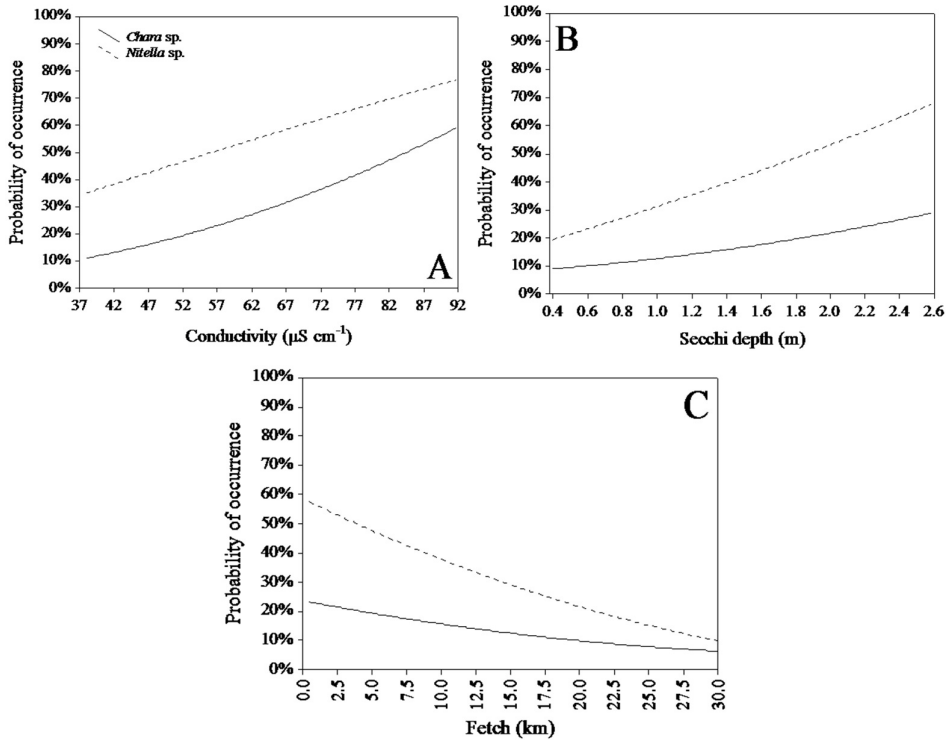 100%
90%
80%
70%
60%
50%
40%
30%
20%
10%
0%
Probability of occurrence
Chara sp.
Nitella sp.
A
37 42 47 52 57 62 67 72 77 82 87 92
Conductivity (µS cm-1)
100%
90%
80%
70%
60%
50%
40%
30%
20%
10%
0%
Probability of occurrence
B
0.4 0.6 0.8 1.0 1.2 1.4 1.6 1.8 2.0 2.2 2.4 2.6
Secchi depth (m)
100%
90%
80%
70%
60%
50%
40%
30%
20%
10%
0%
Probability of occurrence
C
0.0 2.5 5.0 7.5 10.0 12.5 15.0 17.5 20.0 22.5 25.0 27.5 30.0
Fetch (km)